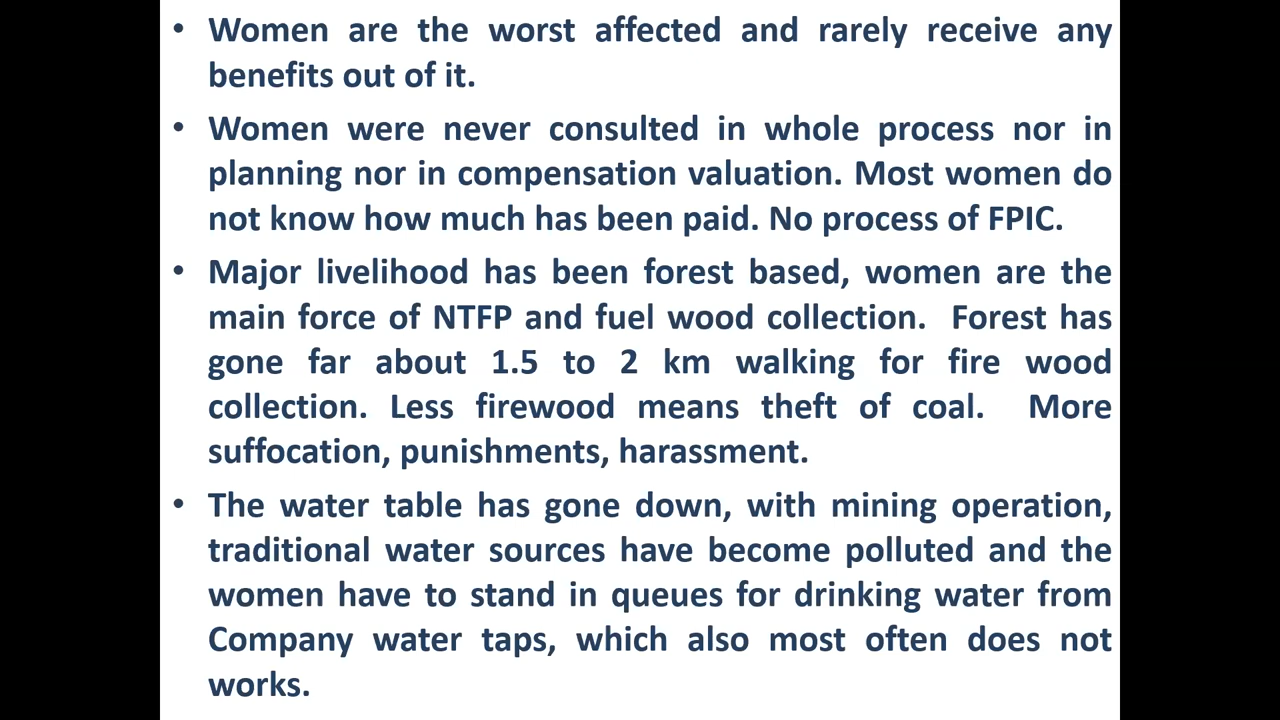 • Women are the worst affected and rarely receive any
benefits out of it.
• Women were never consulted in whole process nor in
planning nor in compensation valuation. Most women do
not know how much has been paid. No process of FPIC.
• Major livelihood has been forest based, women are the
main force of NTFP and fuel wood collection. Forest has
gone far about 1.5 to 2 km walking for fire wood
collection. Less firewood means theft of coal. More
suffocation, punishments, harassment.
• The water table has gone down, with mining operation,
traditional water sources have become polluted and the
women have to stand in queues for drinking water from
Company water taps, which also most often does not
works.